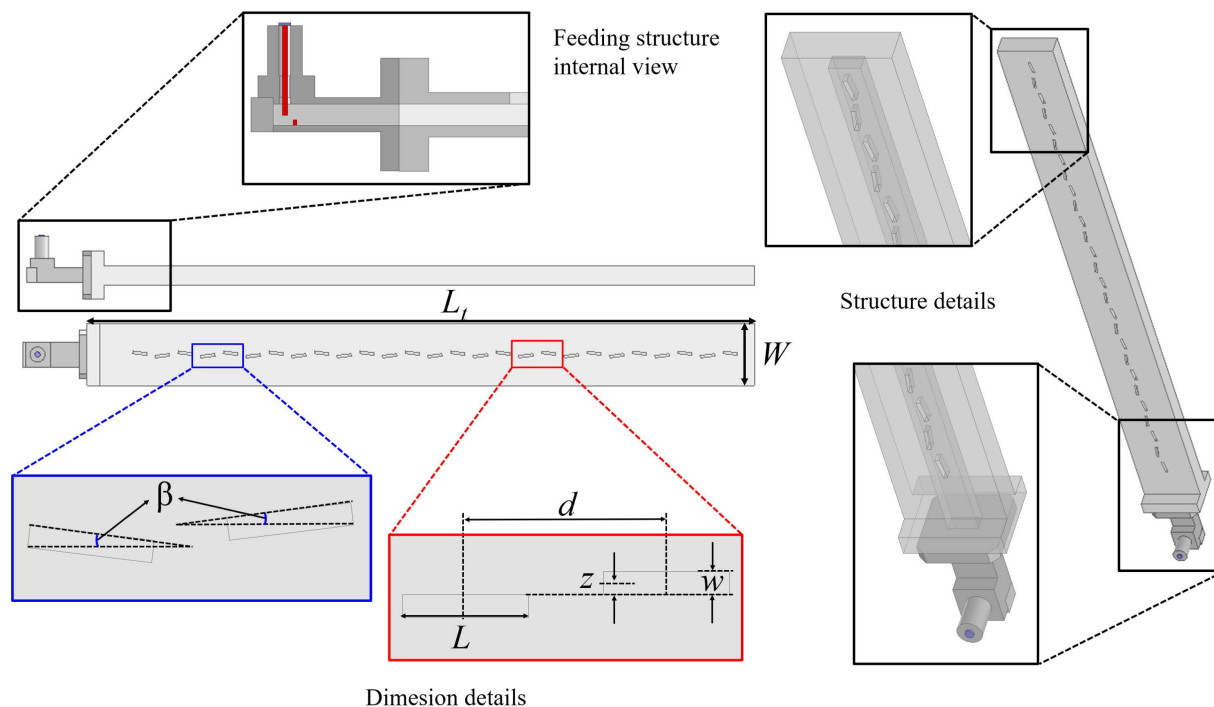 Feeding structure
internal view
Structure details
L_t
W
β
d
z
w
L
Dimesion details